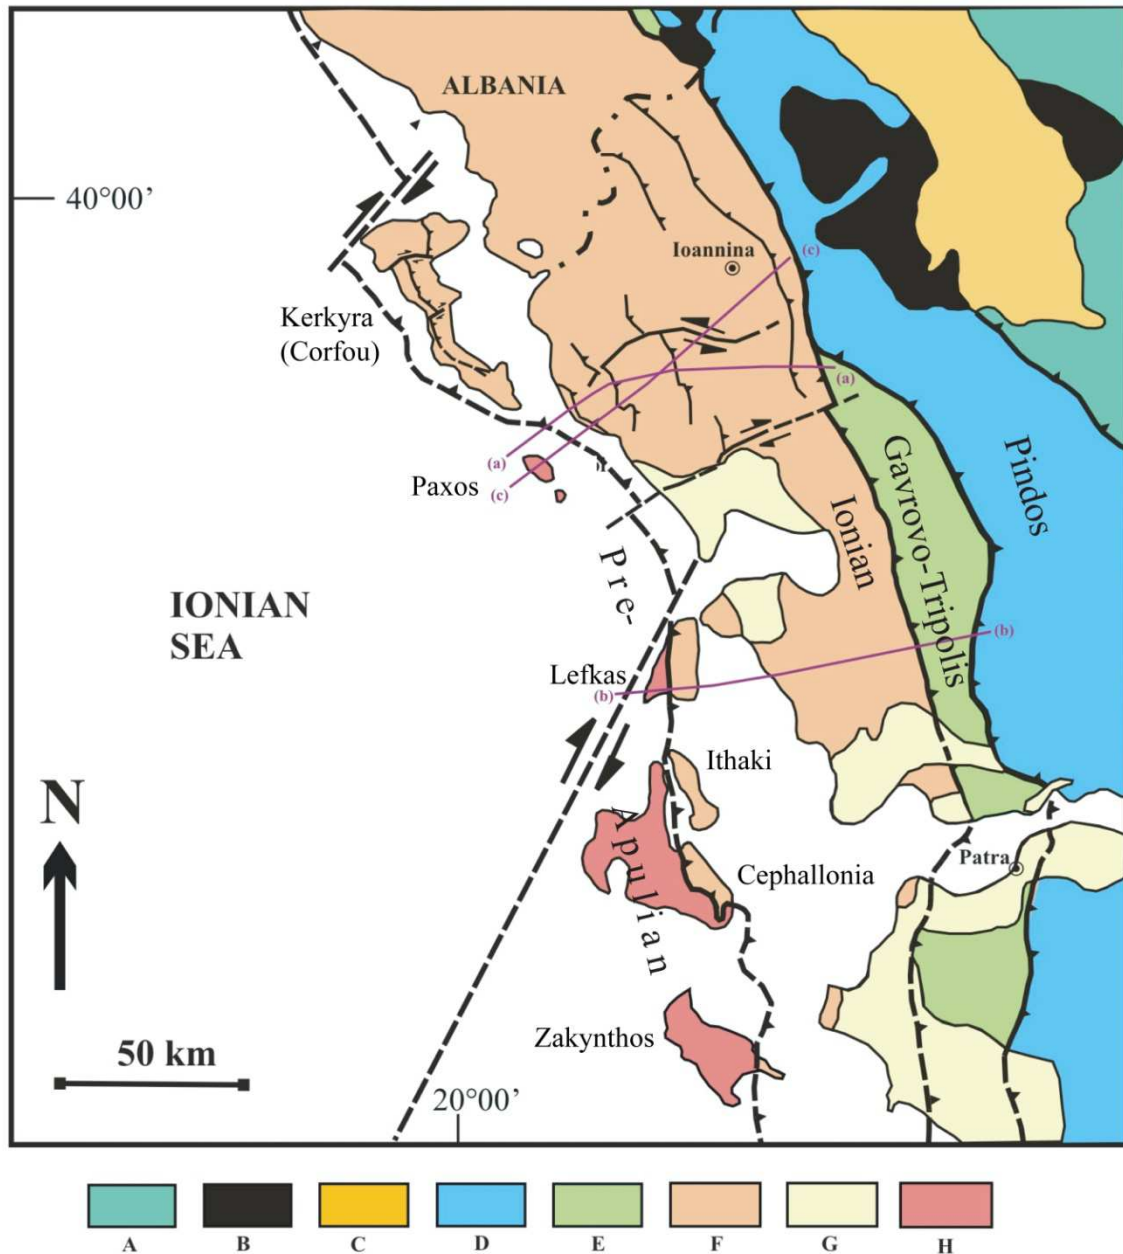 ALBANIA
40°00’
Ioannina
(c)
Kerkyra
(Corfou)
(a)
(a)
Paxos
(c)
Pindos
Gavrovo-Tripolis
Ionian
Pre-
IONIAN
SEA
(b)
Lefkas
(b)
Ithaki
N
Apulian
Cephallonia
Patra
Zakynthos
50 km
20°00’
A B C D E F G H